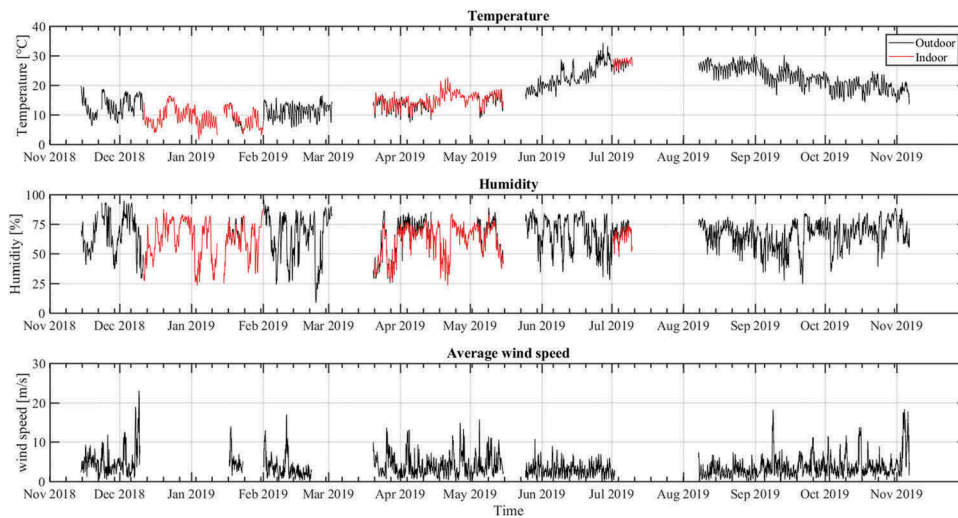 Temperature
Temperature [°C]
40
30
20
10
0
Outdoor
Indoor
Nov 2018 Dec 2018 Jan 2019 Feb 2019 Mar 2019 Apr 2019 May 2019 Jun 2019 Jul 2019 Aug 2019 Sep 2019 Oct 2019 Nov 2019
Humidity
Humidity [%]
100
75
50
25
0
Nov 2018 Dec 2018 Jan 2019 Feb 2019 Mar 2019 Apr 2019 May 2019 Jun 2019 Jul 2019 Aug 2019 Sep 2019 Oct 2019 Nov 2019
Average wind speed
wind speed [m/s]
30
20
10
0
Nov 2018 Dec 2018 Jan 2019 Feb 2019 Mar 2019 Apr 2019 May 2019 Jun 2019 Jul 2019 Aug 2019 Sep 2019 Oct 2019 Nov 2019
Time